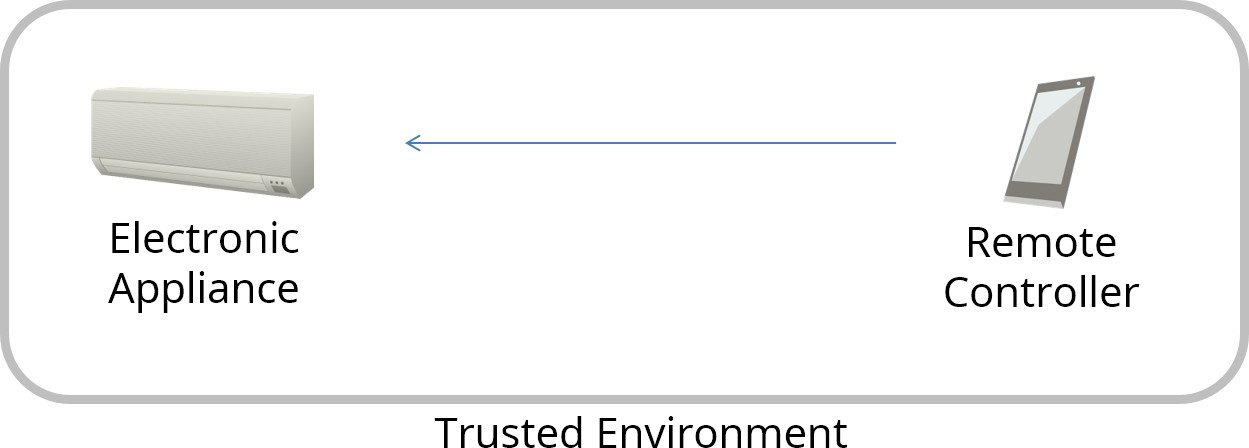 Electronic
Appliance
Remote
Controller
Trusted Environment